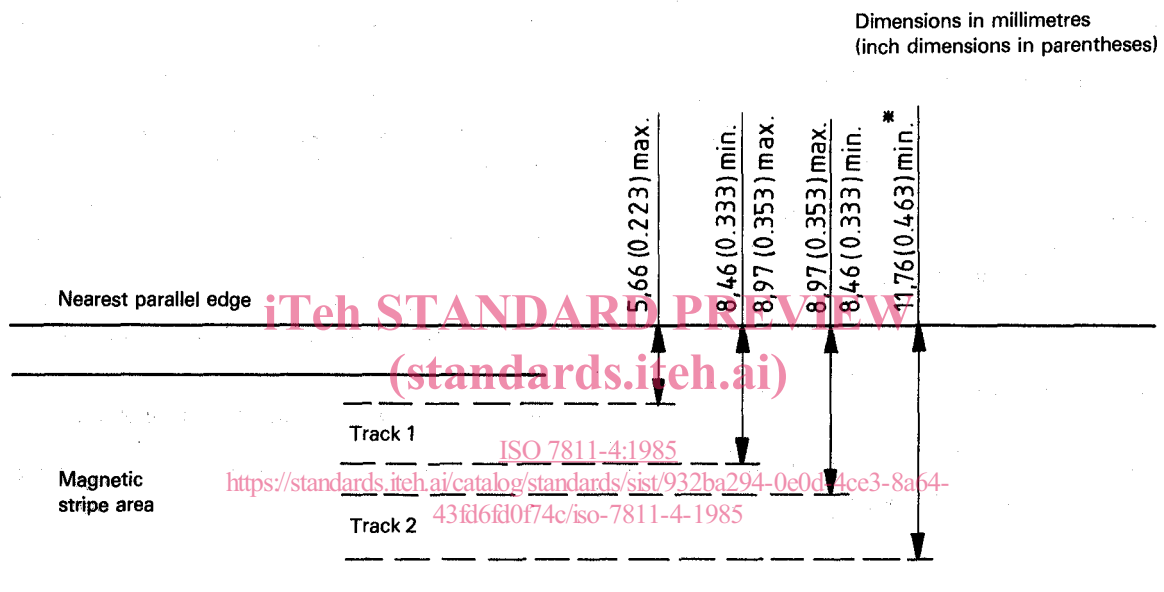 Dimensions in millimetres
(inch dimensions in parentheses)
5,66 (0.223) max.
8,46 (0.333) min.
8,97 (0.353) max.
8,97 (0.353) max.
8,46 (0.333) min.
11,76 (0.463) min. *
Nearest parallel edge
iTeh STANDARD PREVIEW
(standards.iteh.ai)
Track 1
ISO 7811-4:1985
Magnetic
stripe area
https://standards.iteh.ai/catalog/standards/sist/932ba294-0e0d-4ce3-8a64-
43fd6fd0f74c/iso-7811-4-1985
Track 2